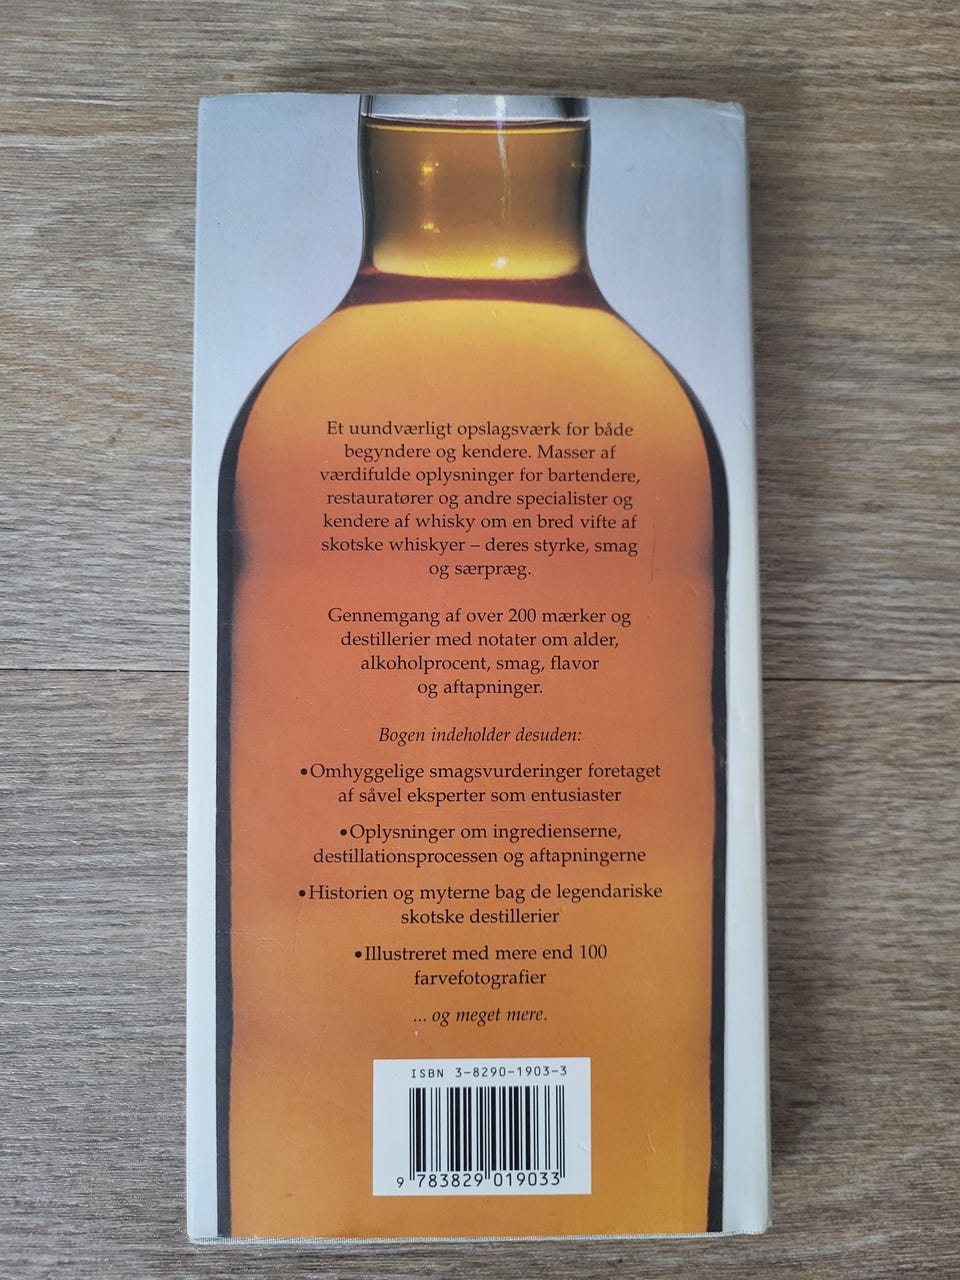 Et uundværligt opslagsværk for både
begyndere og kendere. Masser af
værdifulde oplysninger for bartendere,
restauratører og andre specialister og
kendere af whisky om en bred vifte af
skotske whiskyer – deres styrke, smag
og særpræg.
Gennemgang af over 200 mærker og
destillerier med notater om alder,
alkoholprocent, smag, flavor
og aftapninger.
Bogen indeholder desuden:
•Omhyggelige smagsvurderinger foretaget
af såvel eksperter som entusiaster
•Oplysninger om ingredienserne,
destillationsprocessen og aftapningerne
•Historien og myterne bag de legendariske
skotske destillerier
•Illustreret med mere end 100
farvefotografier
... og meget mere.
ISBN 3-8290-1903-3
9 783829 019033